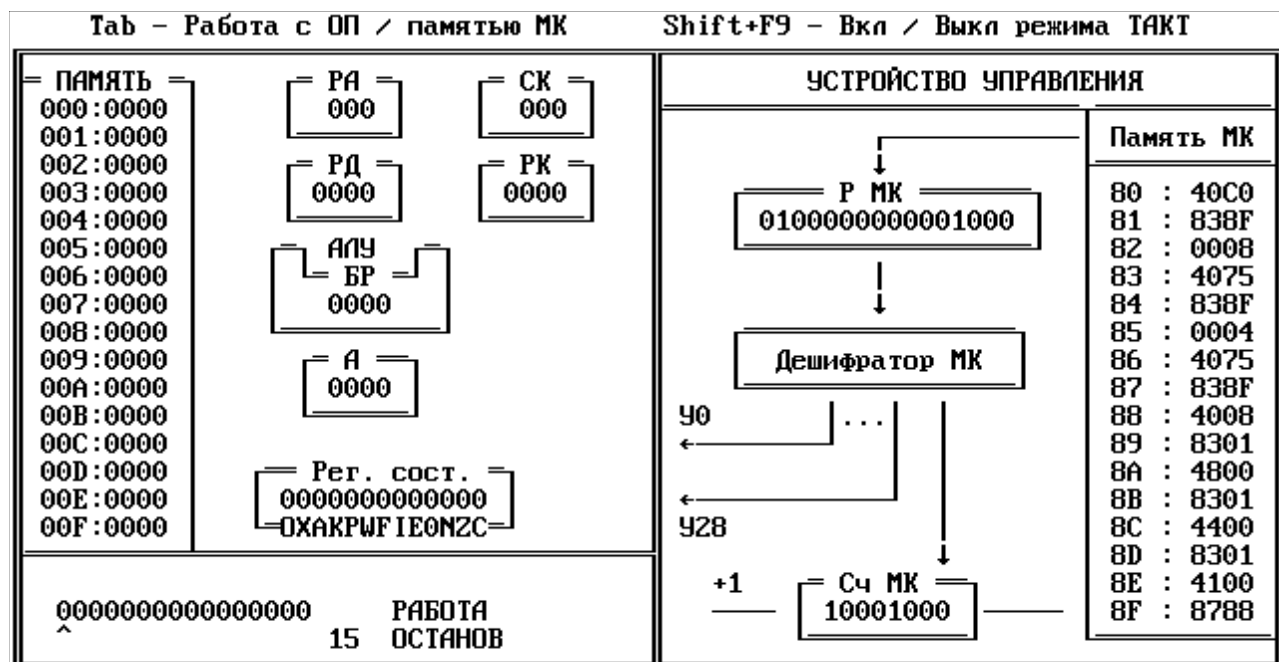 Tab – Работа с ОП / памятью МК Shift+F9 – Вкл / Выкл режима ТАКТ
ПАМЯТЬ
000:0000
001:0000
002:0000
003:0000
004:0000
005:0000
006:0000
007:0000
008:0000
009:0000
00A:0000
00B:0000
00C:0000
00D:0000
00E:0000
00F:0000
РА
000
СК
000
РД
0000
РК
0000
АЛУ
БР
0000
А
0000
Рег. сост.
0000000000000
OXAKPWFIE0NZC
0000000000000000 РАБОТА
^ 15 ОСТАНОВ
УСТРОЙСТВО УПРАВЛЕНИЯ
Р МК
0100000000001000
Дешифратор МК
У0
...
У28
+1
Сч МК
10001000
Память МК
80 : 40C0
81 : 838F
82 : 0008
83 : 4075
84 : 838F
85 : 0004
86 : 4075
87 : 838F
88 : 4008
89 : 8301
8A : 4800
8B : 8301
8C : 4400
8D : 8301
8E : 4100
8F : 8788